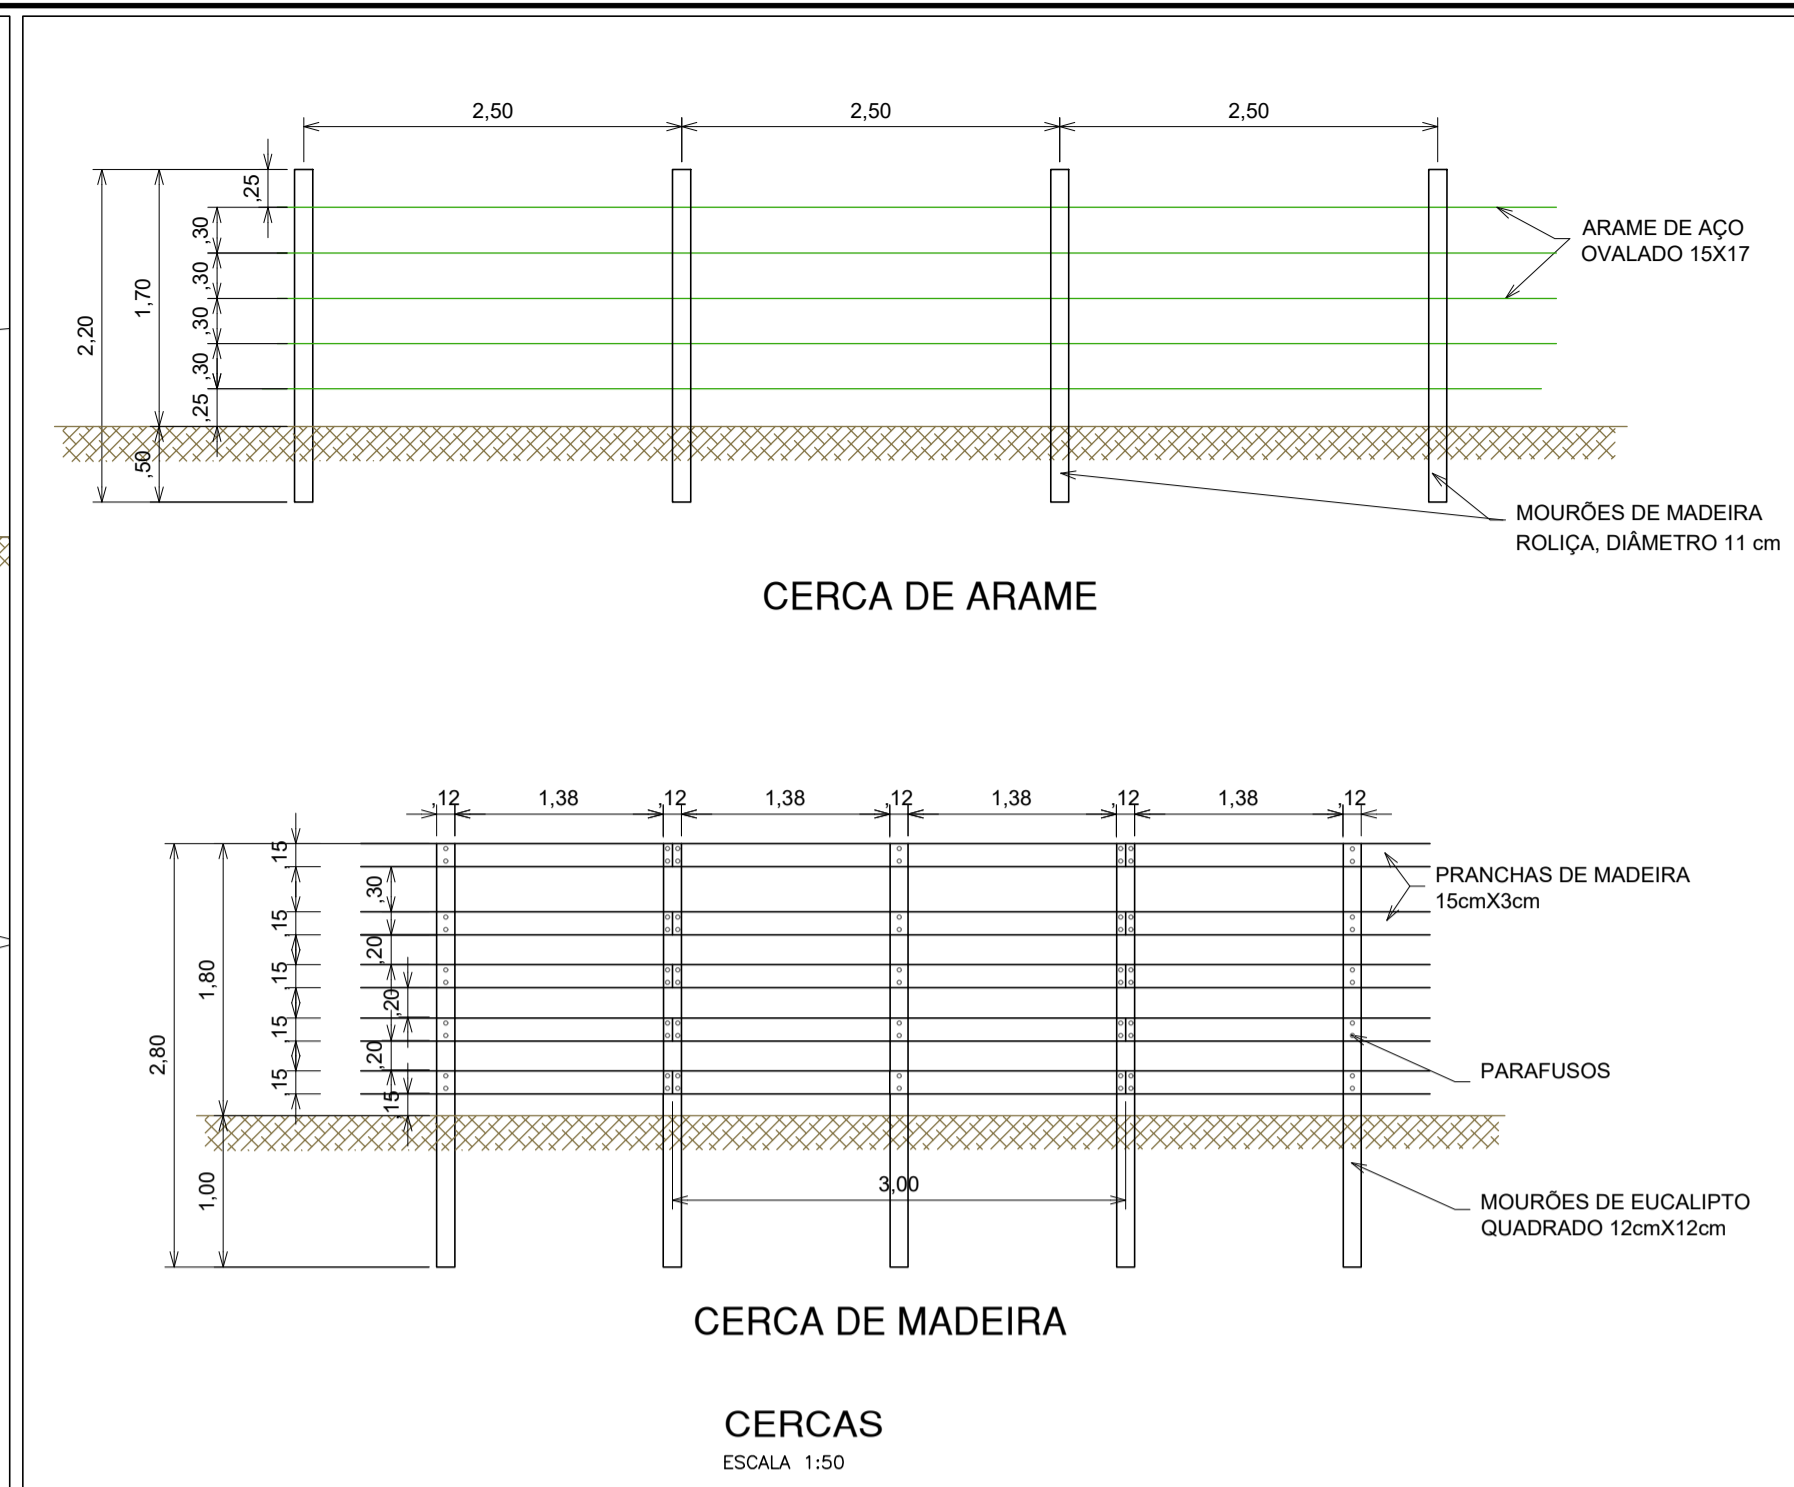 2,50
2,50
2,50
,25
,30
,30
,30
,30
,25
1,70
2,20
,50
ARAME DE AÇO
OVALADO 15X17
MOURÕES DE MADEIRA
ROLIÇA, DIÂMETRO 11 cm
CERCA DE ARAME
,12
1,38
,12
1,38
,12
1,38
,12
1,38
,12
,15
,30
,15
,20
,15
,20
,15
,20
,15
,15
1,80
2,80
1,00
3,00
PRANCHAS DE MADEIRA
15cmX3cm
PARAFUSOS
MOURÕES DE EUCALIPTO
QUADRADO 12cmX12cm
CERCA DE MADEIRA
CERCAS
ESCALA 1:50